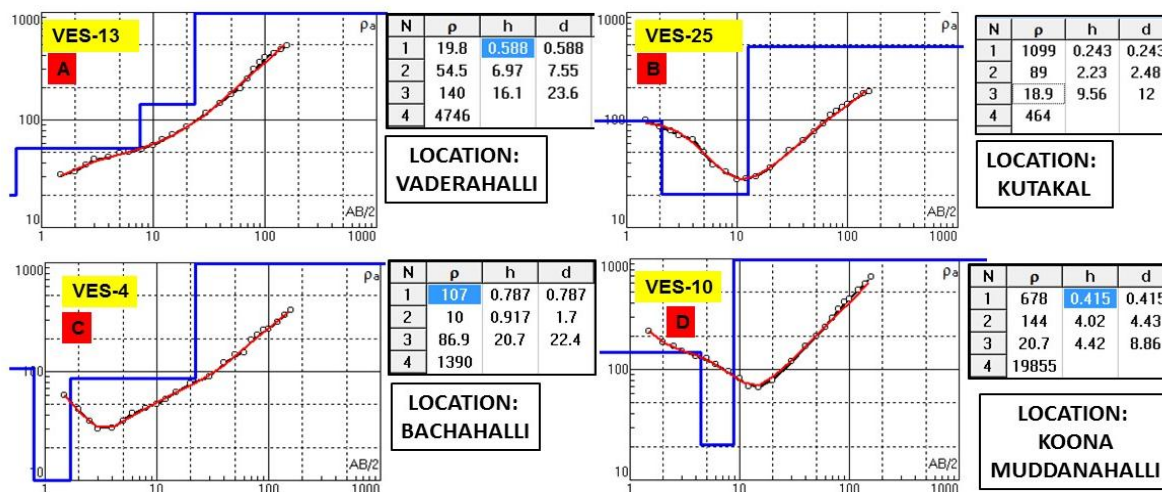 VES-13
A
ρa
1000
100
10
1 10 100 1000
AB/2
N ρ h d
1 19.8 0.588 0.588
2 54.5 6.97 7.55
3 140 16.1 23.6
4 4746
LOCATION:
VADERAHALLI
VES-25
B
ρa
1000
100
10
1 10 100 1000
AB/2
N ρ h d
1 1099 0.243 0.243
2 89 2.23 2.48
3 18.9 9.56 12
4 464
LOCATION:
KUTAKAL
VES-4
C
ρa
1000
100
10
1 10 100 1000
AB/2
N ρ h d
1 107 0.787 0.787
2 10 0.917 1.7
3 86.9 20.7 22.4
4 1390
LOCATION:
BACHAHALLI
VES-10
D
ρa
1000
100
10
1 10 100 1000
AB/2
N ρ h d
1 678 0.415 0.415
2 144 4.02 4.43
3 20.7 4.42 8.86
4 19855
LOCATION:
KOONA
MUDDANAHALLI